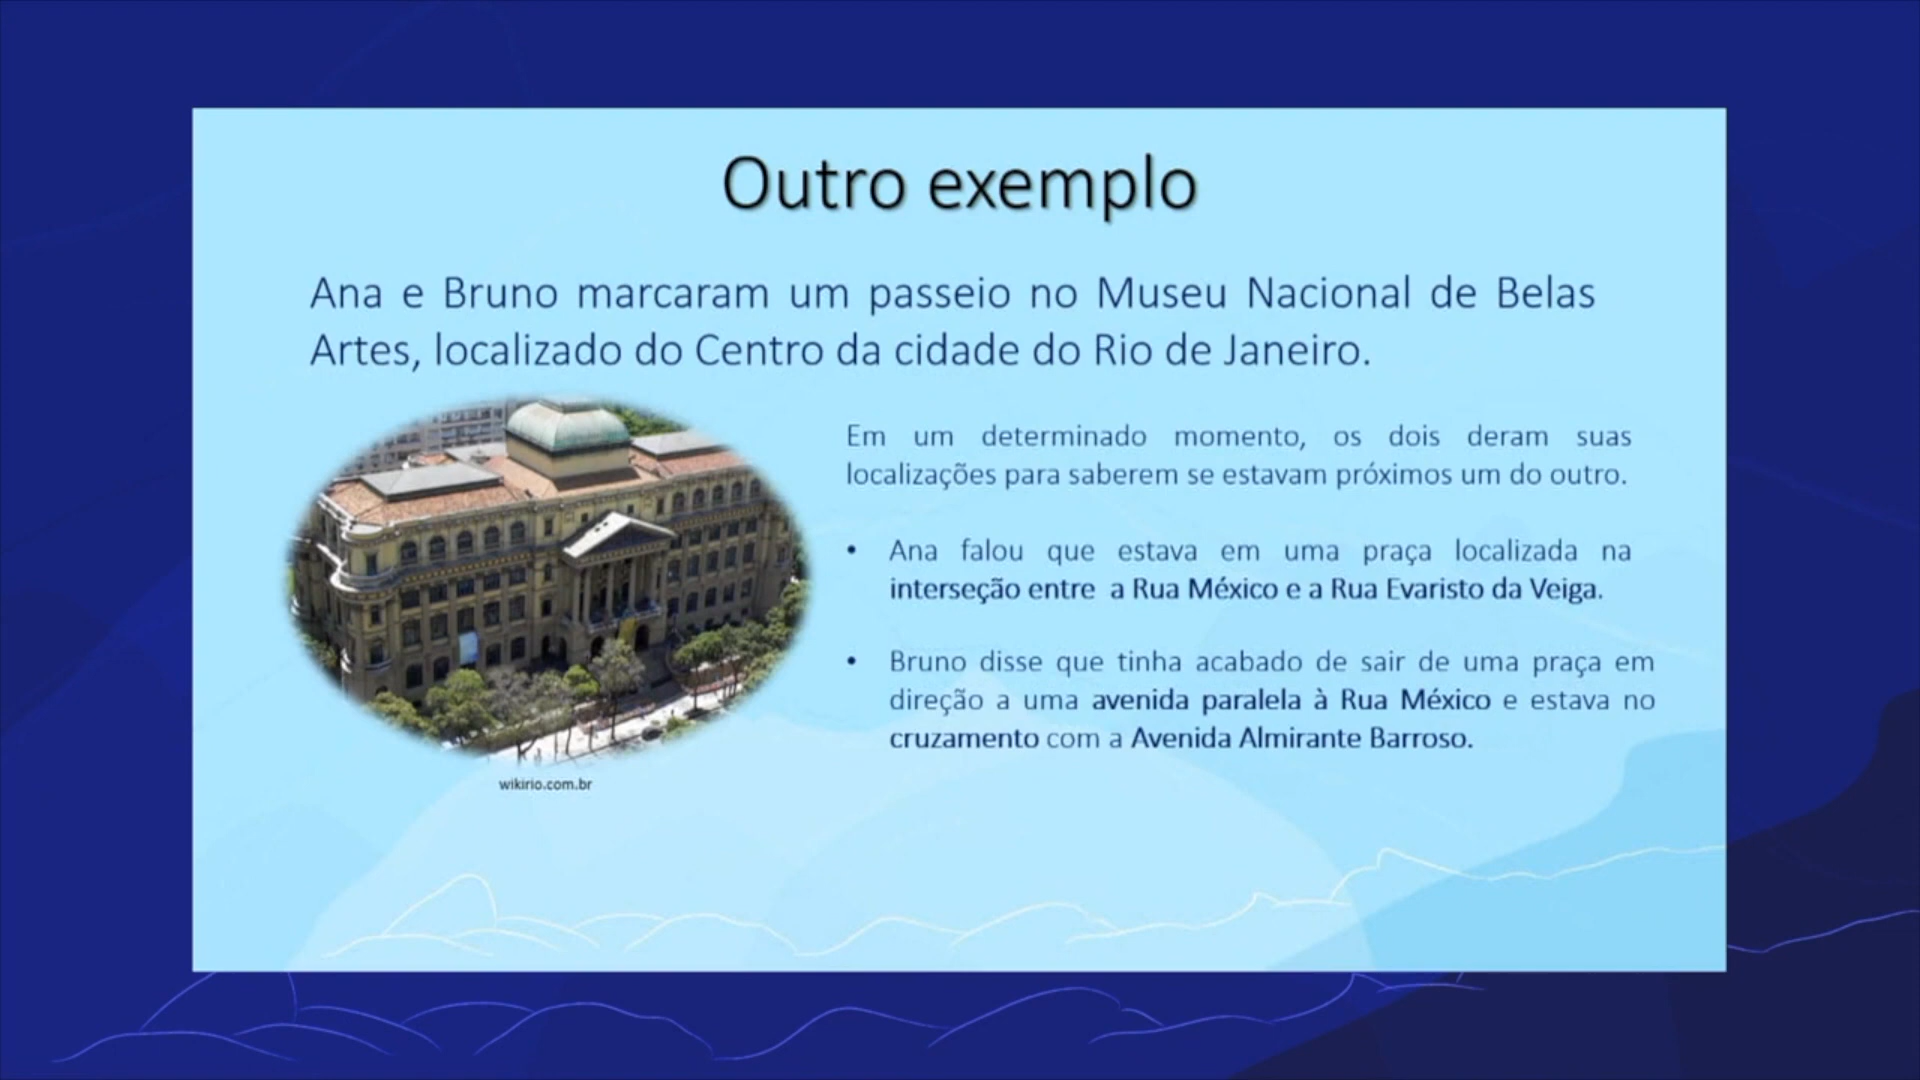 Outro exemplo
Ana e Bruno marcaram um passeio no Museu Nacional de Belas
Artes, localizado do Centro da cidade do Rio de Janeiro.
Em um determinado momento, os dois deram suas
localizações para saberem se estavam próximos um do outro.
• Ana falou que estava em uma praça localizada na
interseção entre a Rua México e a Rua Evaristo da Veiga.
• Bruno disse que tinha acabado de sair de uma praça em
direção a uma avenida paralela à Rua México e estava no
cruzamento com a Avenida Almirante Barroso.
wikirio.com.br